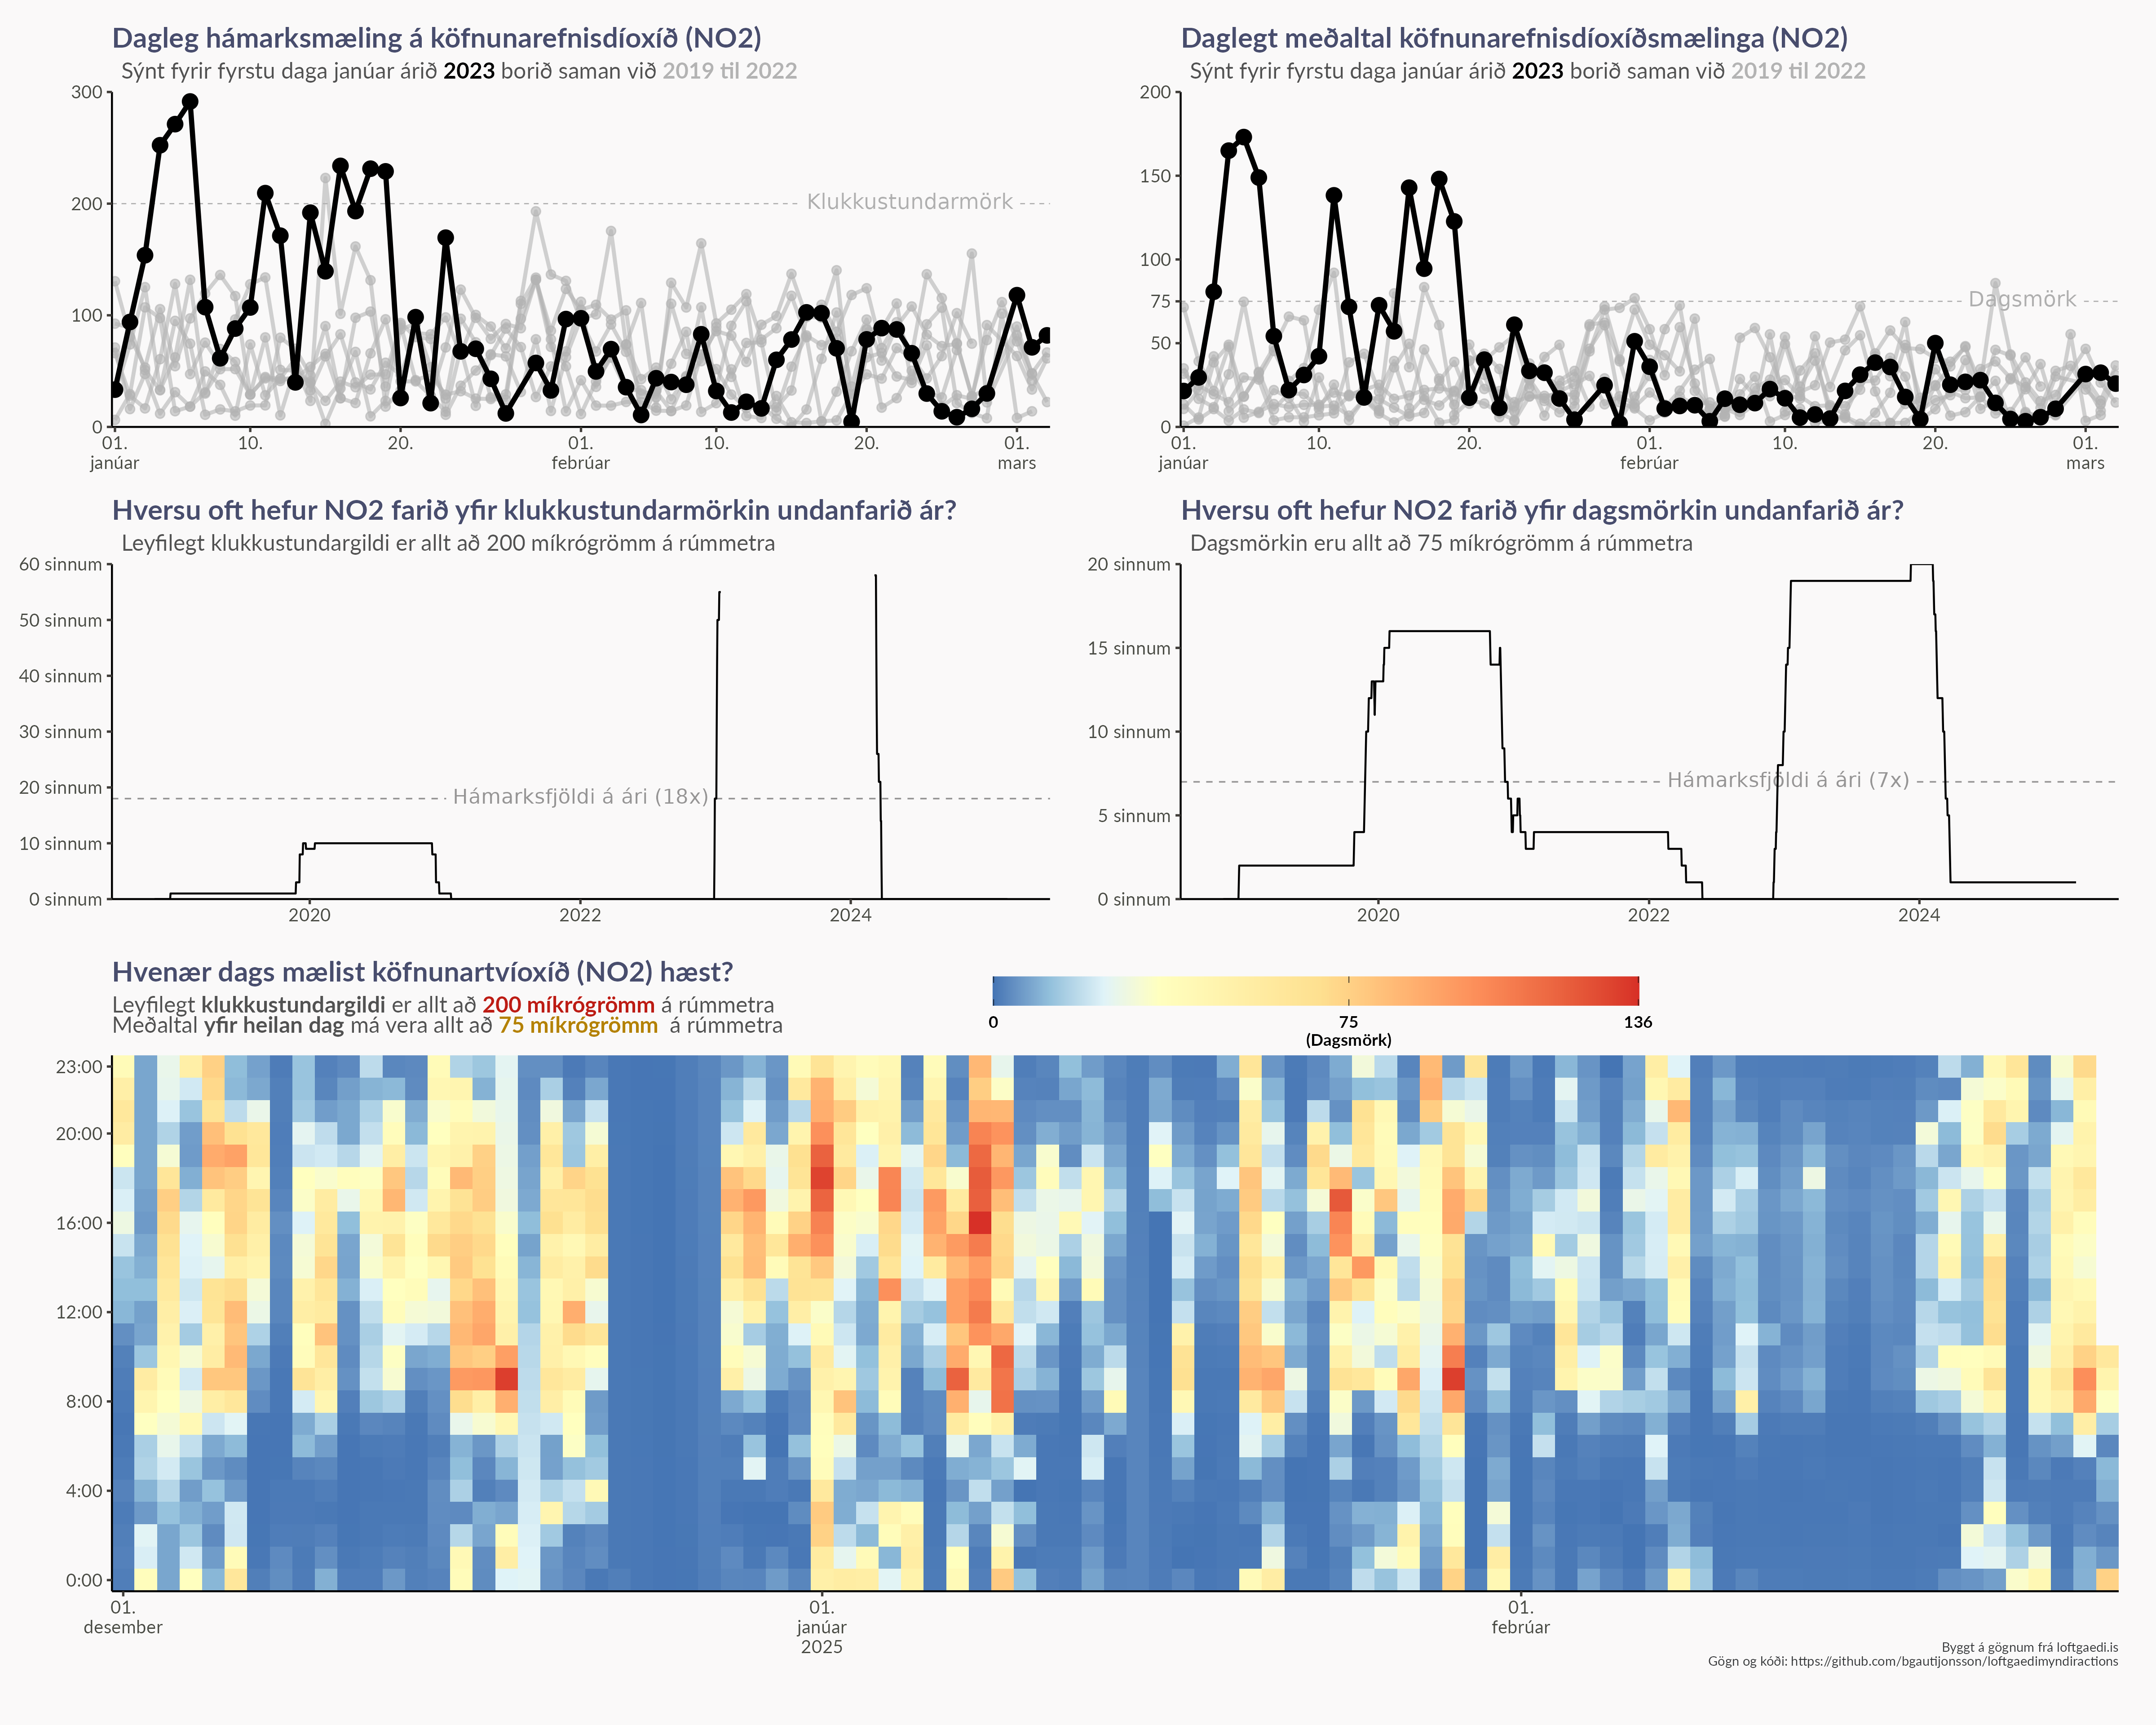 Dagleg hámarksmæling á köfnunarefnisdíoxíð (NO2)
Sýnt fyrir fyrstu daga janúar árið 2023 borið saman við 2019 til 2022
300
200
100
0
Klukkustundarmörk
01. 10. 20. 01. 10. 20. 01.
janúar febrúar mars
Daglegt meðaltal köfnunarefnisdíoxíðsmælinga (NO2)
Sýnt fyrir fyrstu daga janúar árið 2023 borið saman við 2019 til 2022
200
150
100
75
50
0
Dagsmörk
01. 10. 20. 01. 10. 20. 01.
janúar febrúar mars
Hversu oft hefur NO2 farið yfir klukkustundarmörkin undanfarið ár?
Leyfilegt klukkustundargildi er allt að 200 míkrógrömm á rúmmetra
60 sinnum
50 sinnum
40 sinnum
30 sinnum
20 sinnum
10 sinnum
0 sinnum
Hámarksfjöldi á ári (18x)
2020 2022 2024
Hversu oft hefur NO2 farið yfir dagsmörkin undanfarið ár?
Dagsmörkin eru allt að 75 míkrógrömm á rúmmetra
20 sinnum
15 sinnum
10 sinnum
5 sinnum
0 sinnum
Hámarksfjöldi á ári (7x)
2020 2022 2024
Hvenær dags mælist köfnunartvíoxíð (NO2) hæst?
Leyfilegt klukkustundargildi er allt að 200 míkrógrömm á rúmmetra
Meðaltal yfir heilan dag má vera allt að 75 míkrógrömm á rúmmetra
0 75 136
(Dagsmörk)
23:00
20:00
16:00
12:00
8:00
4:00
0:00
01. 01. 01.
desember janúar febrúar
2025
Byggt á gögnum frá loftgaedi.is
Gögn og kóði: https://github.com/bgautijonsson/loftgaedimyndiractions